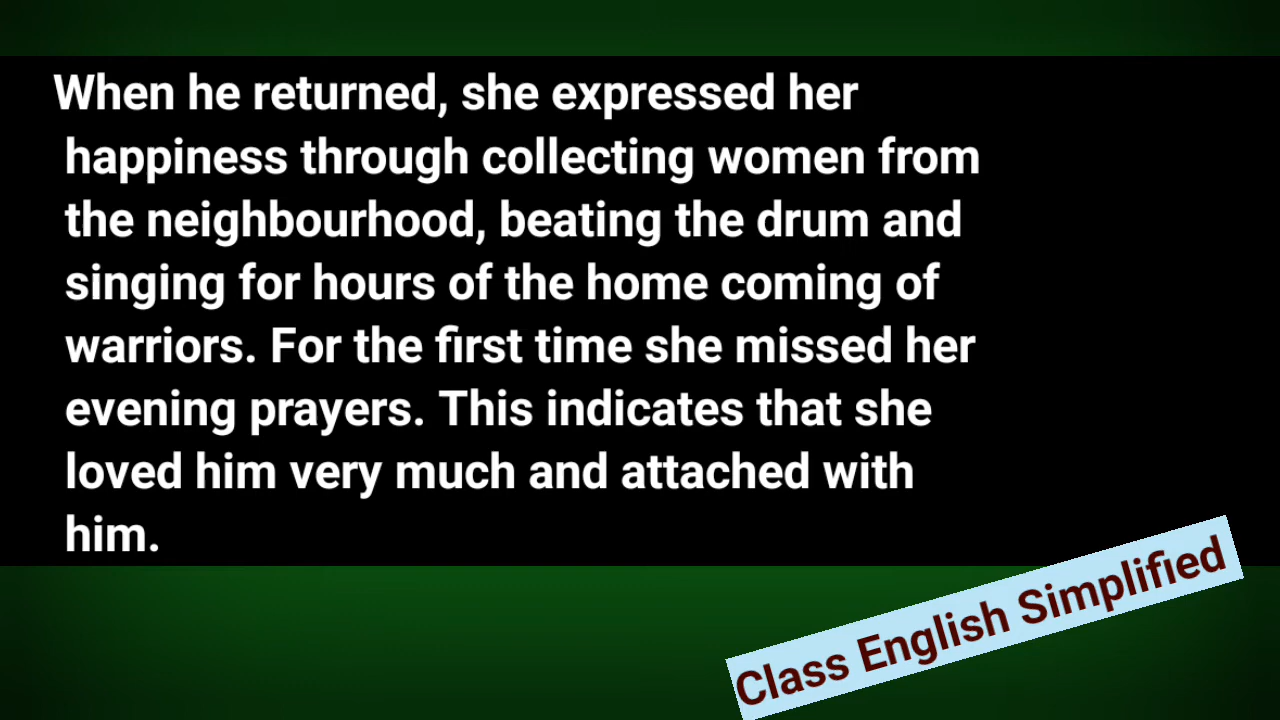 When he returned, she expressed her
happiness through collecting women from
the neighbourhood, beating the drum and
singing for hours of the home coming of
warriors. For the first time she missed her
evening prayers. This indicates that she
loved him very much and attached with
him.
Class English Simplified